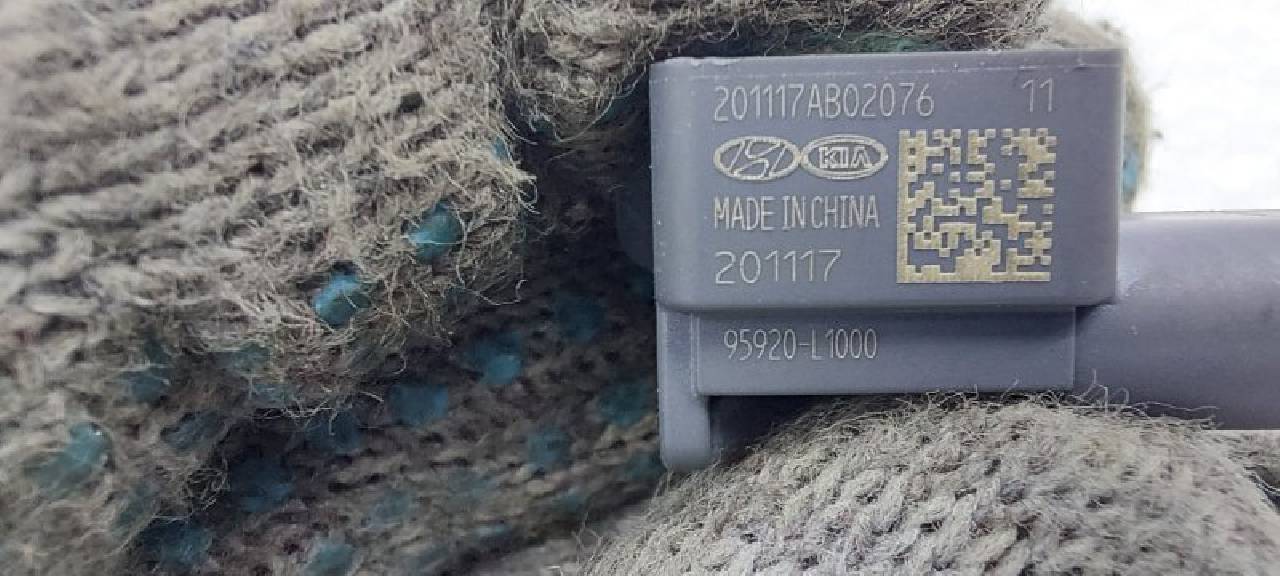 201117AB02076 11
KIA
MADE IN CHINA
201117
95920-L1000